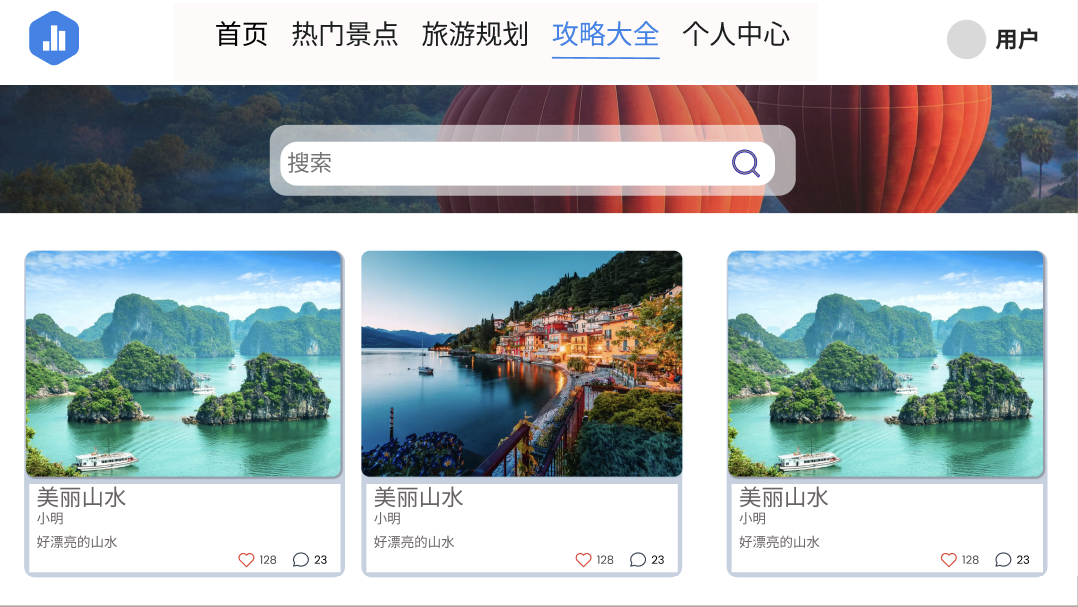 首页 热门景点 旅游规划 攻略大全 个人中心 用户
搜索
美丽山水
小明
好漂亮的山水
128 23
美丽山水
小明
好漂亮的山水
128 23
美丽山水
小明
好漂亮的山水
128 23